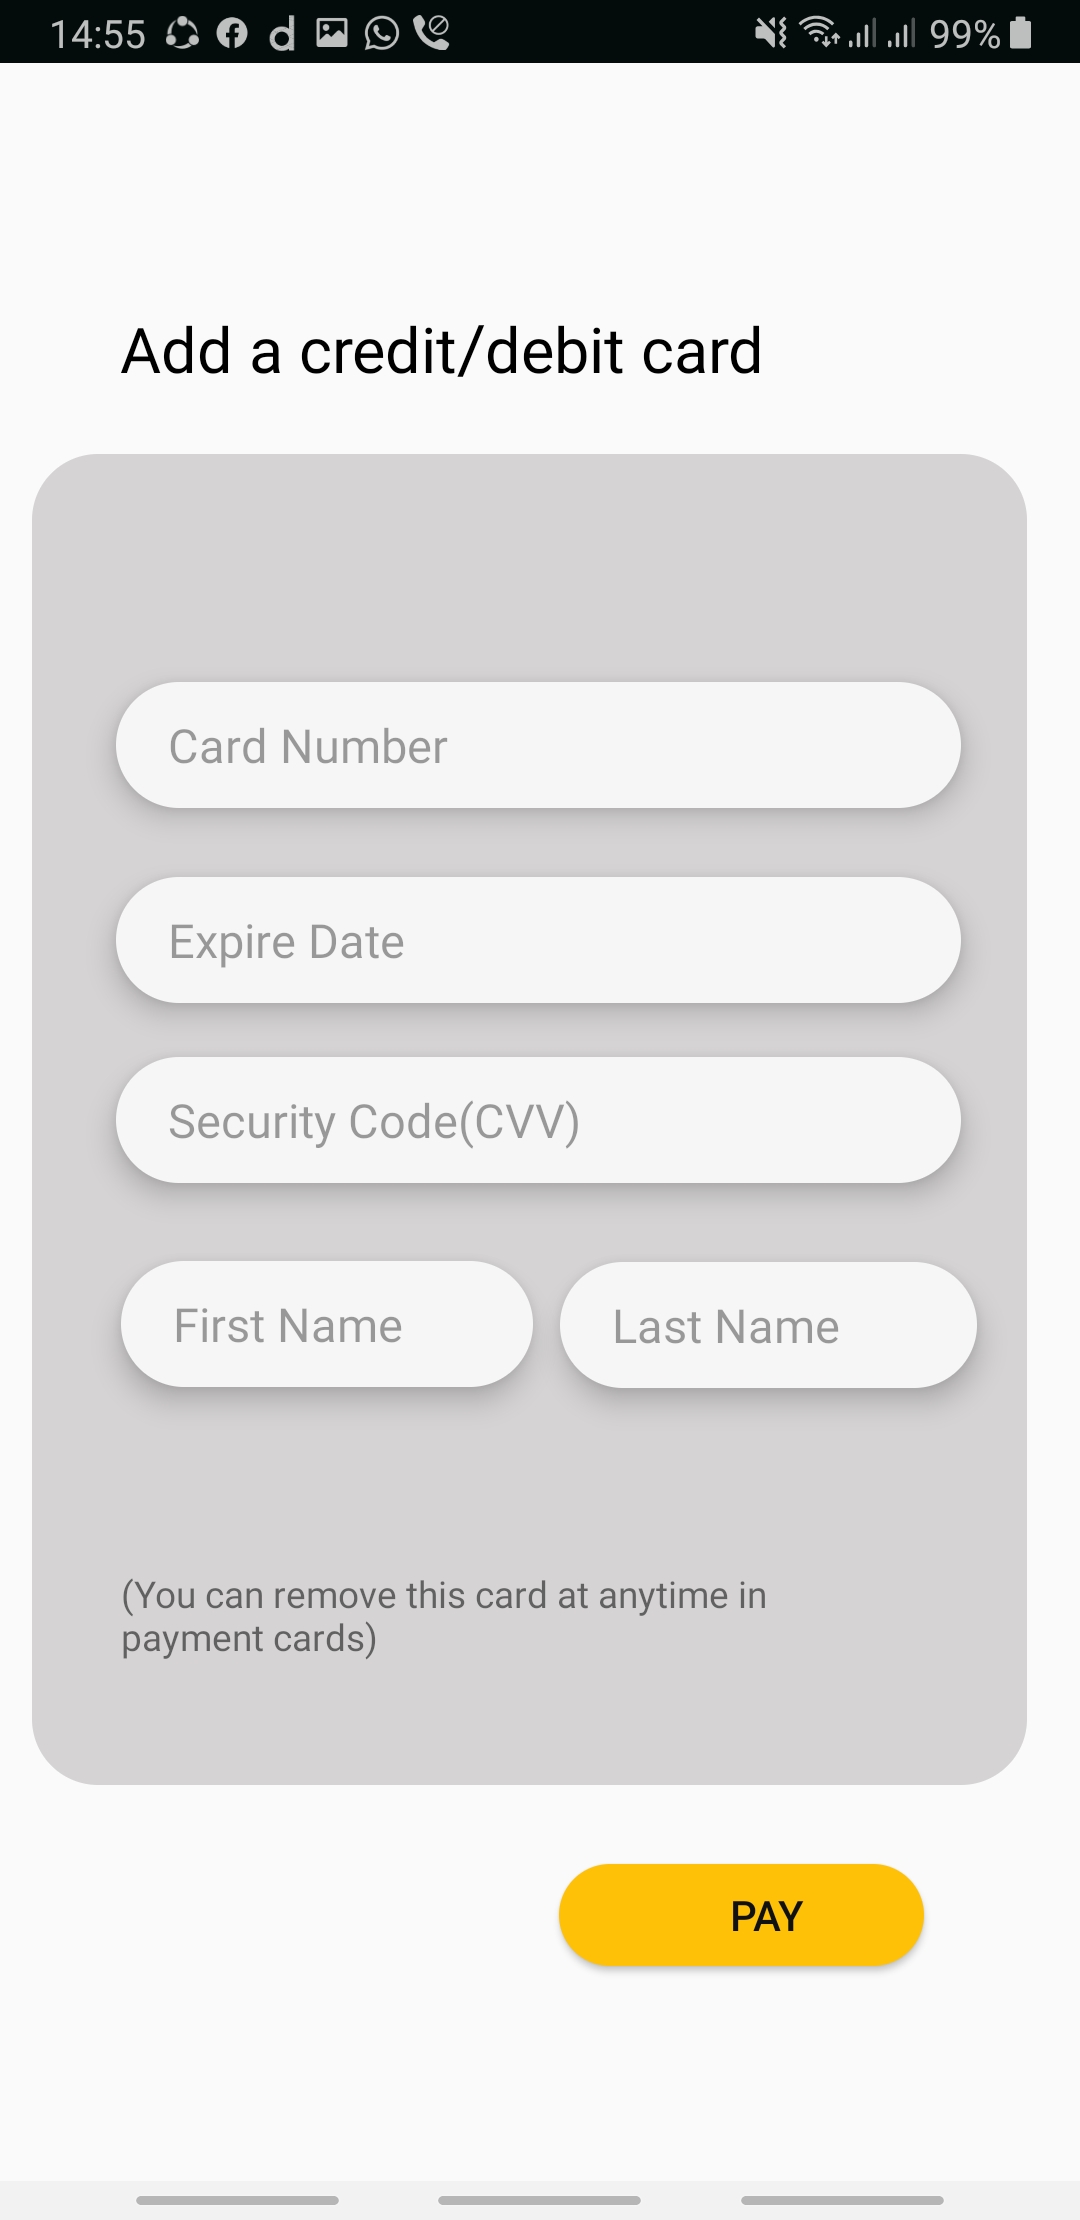 14:55 99%
Add a credit/debit card
Card Number
Expire Date
Security Code(CVV)
First Name Last Name
(You can remove this card at anytime in
payment cards)
PAY